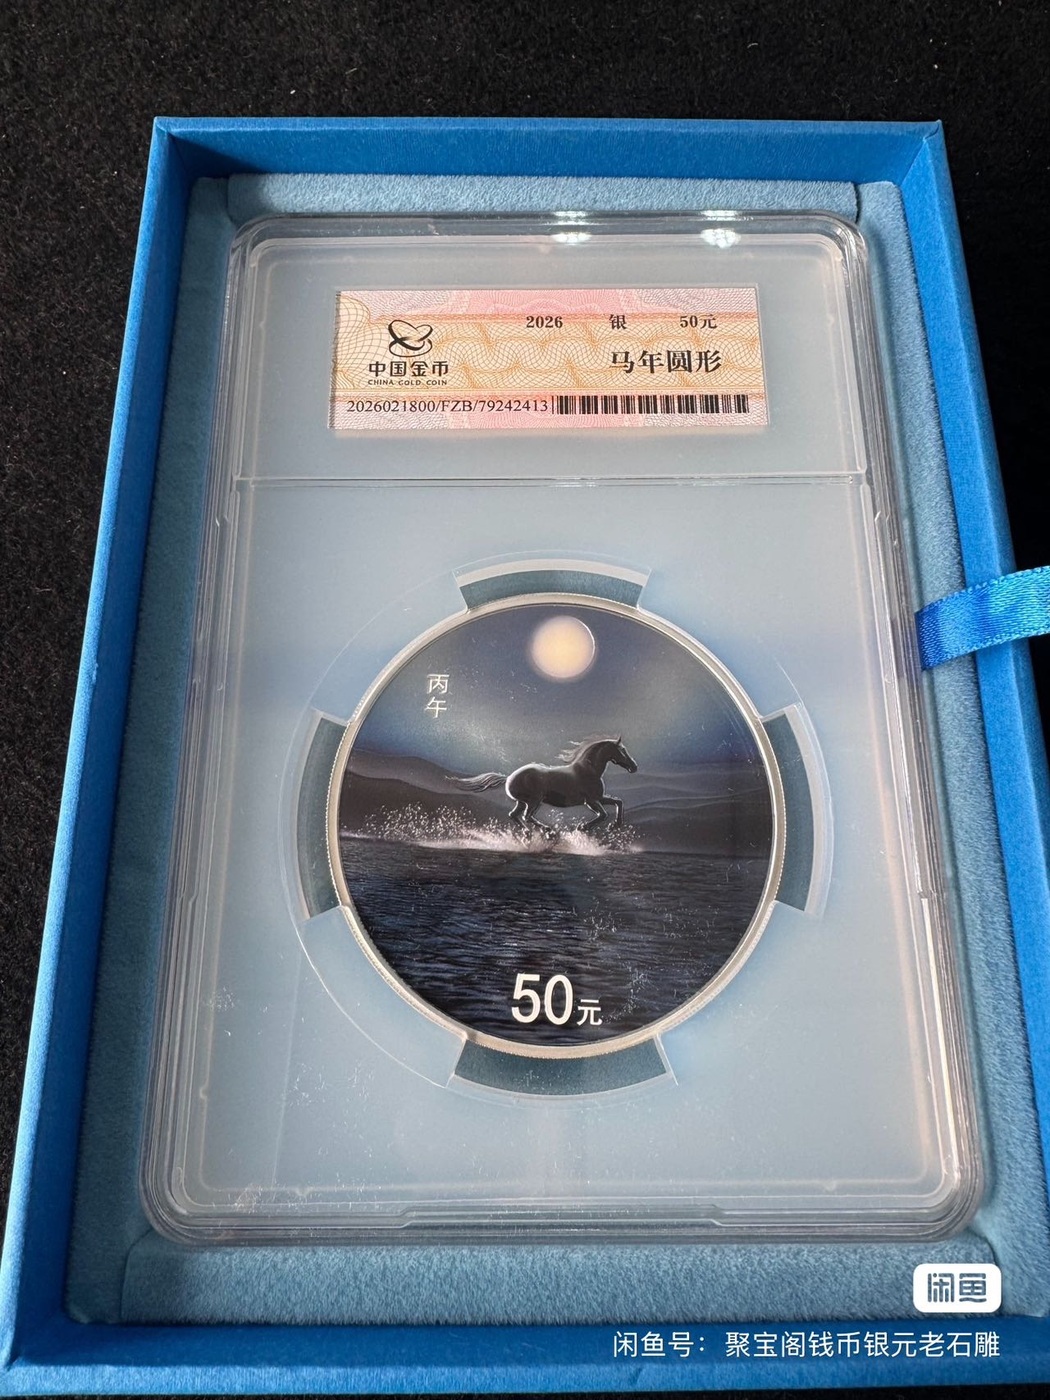 2026 银 50元
中国金币
CHINA GOLD COIN
马年圆形
2026021800/FZB/79242413
丙
午
50元
闲鱼
闲鱼号：聚宝阁钱币银元老石雕